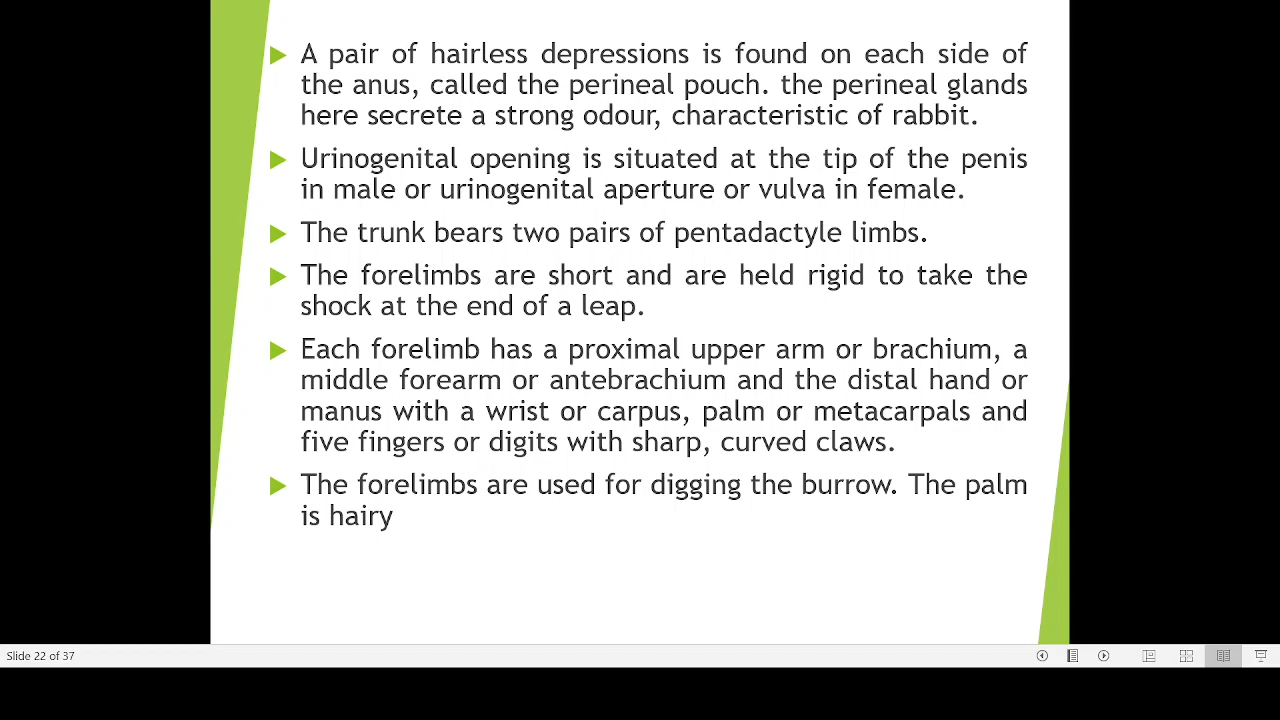 A pair of hairless depressions is found on each side of
the anus, called the perineal pouch. the perineal glands
here secrete a strong odour, characteristic of rabbit.
Urinogenital opening is situated at the tip of the penis
in male or urinogenital aperture or vulva in female.
The trunk bears two pairs of pentadactyle limbs.
The forelimbs are short and are held rigid to take the
shock at the end of a leap.
Each forelimb has a proximal upper arm or brachium, a
middle forearm or antebrachium and the distal hand or
manus with a wrist or carpus, palm or metacarpals and
five fingers or digits with sharp, curved claws.
The forelimbs are used for digging the burrow. The palm
is hairy
Slide 22 of 37